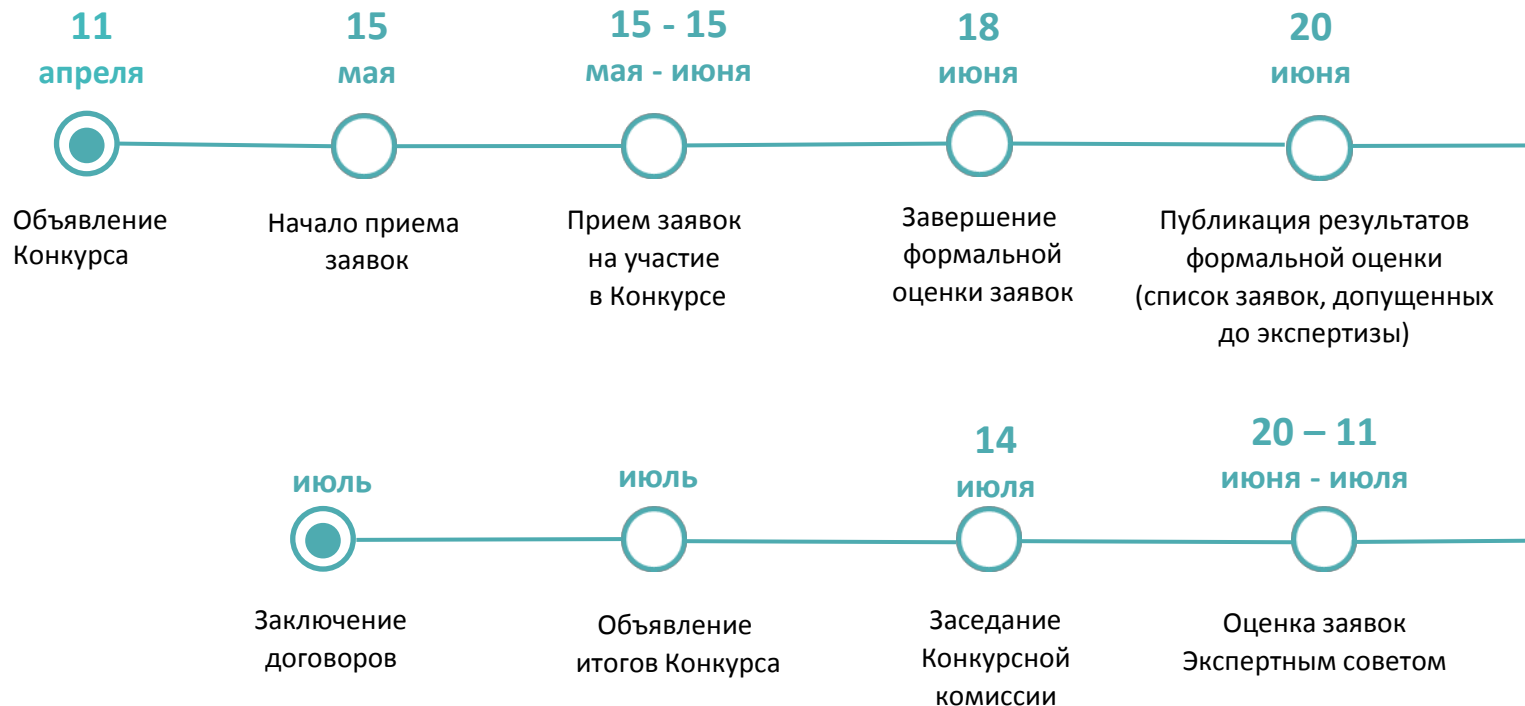 11
апреля
Объявление
Конкурса
15
мая
Начало приема
заявок
15 - 15
мая - июня
Прием заявок
на участие
в Конкурсе
18
июня
Завершение
формальной
оценки заявок
20
июня
Публикация результатов
формальной оценки
(список заявок, допущенных
до экспертизы)
июль
Заключение
договоров
июль
Объявление
итогов Конкурса
14
июля
Заседание
Конкурсной
комиссии
20 – 11
июня - июля
Оценка заявок
Экспертным советом